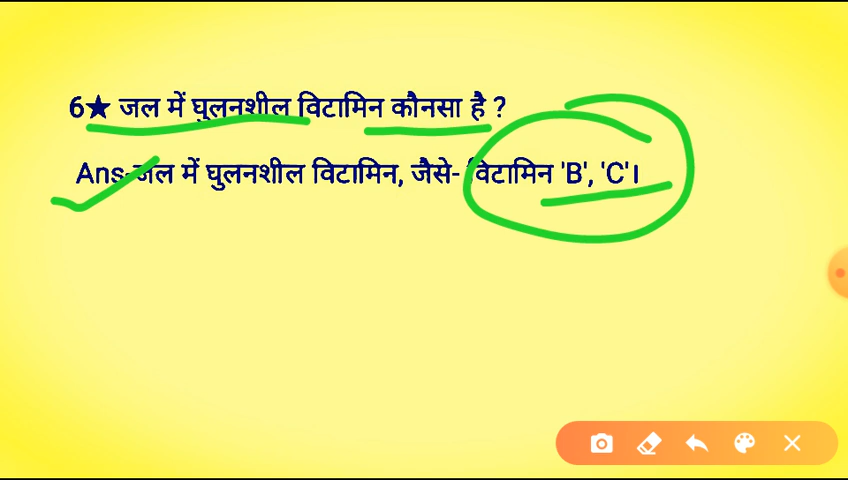 6★ जल में घुलनशील विटामिन कौनसा है ?
Ans-जल में घुलनशील विटामिन, जैसे- विटामिन 'B', 'C'।